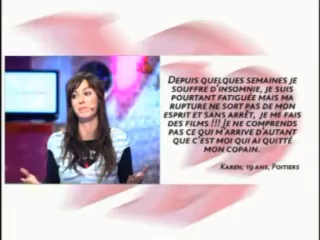 DEPUIS QUELQUES SEMAINES JE
SOUFFRE D'INSOMNIE, JE SUIS
POURTANT FATIGUÉE MAIS MA
RUPTURE NE SORT PAS DE MON
ESPRIT ET SANS ARRÊT, JE ME FAIS
DES FILMS !!! JE NE COMPRENDS
PAS CE QUI M'ARRIVE D'AUTANT
QUE C'EST MOI QUI AI QUITTÉ
MON COPAIN.
KAREN, 19 ANS, POITIERS